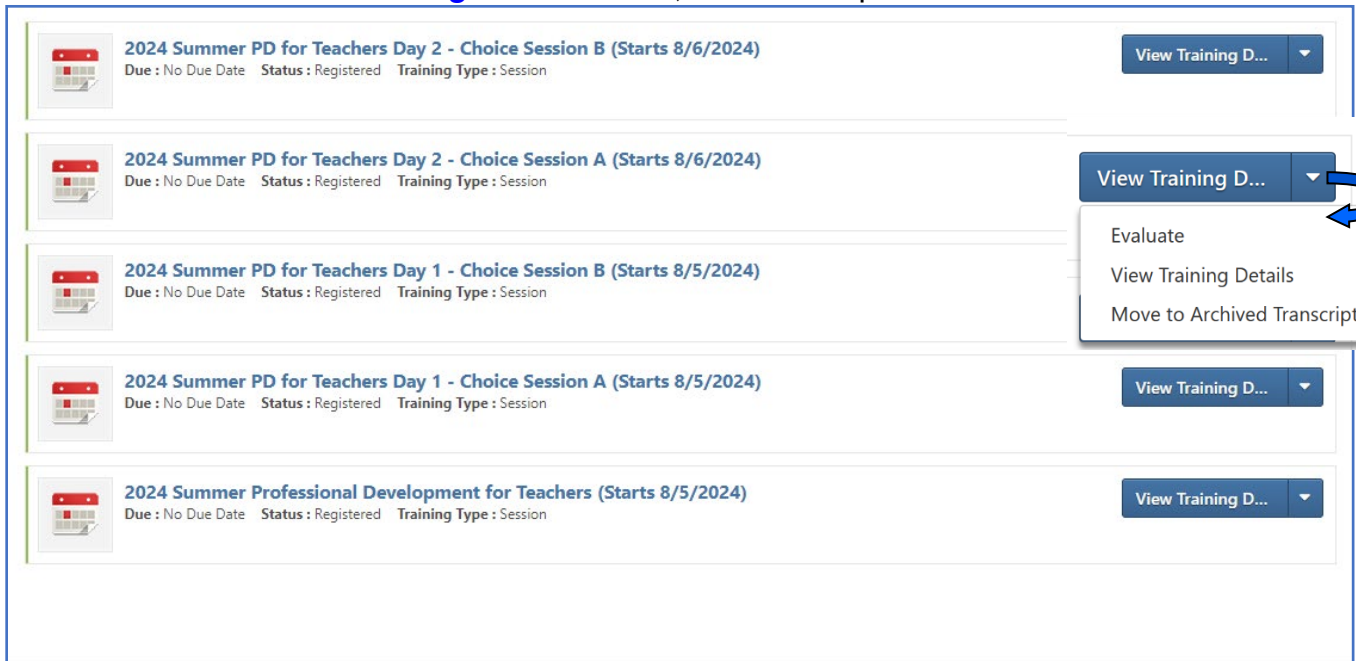 2024 Summer PD for Teachers Day 2 - Choice Session B (Starts 8/6/2024)
Due : No Due Date Status : Registered Training Type : Session
View Training D...
2024 Summer PD for Teachers Day 2 - Choice Session A (Starts 8/6/2024)
Due : No Due Date Status : Registered Training Type : Session
View Training D...
Evaluate
View Training Details
Move to Archived Transcript
2024 Summer PD for Teachers Day 1 - Choice Session B (Starts 8/5/2024)
Due : No Due Date Status : Registered Training Type : Session
2024 Summer PD for Teachers Day 1 - Choice Session A (Starts 8/5/2024)
Due : No Due Date Status : Registered Training Type : Session
View Training D...
2024 Summer Professional Development for Teachers (Starts 8/5/2024)
Due : No Due Date Status : Registered Training Type : Session
View Training D...